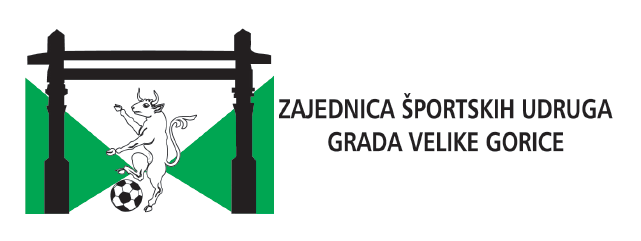 ZAJEDNICA ŠPORTSKIH UDRUGA
GRADA VELIKE GORICE